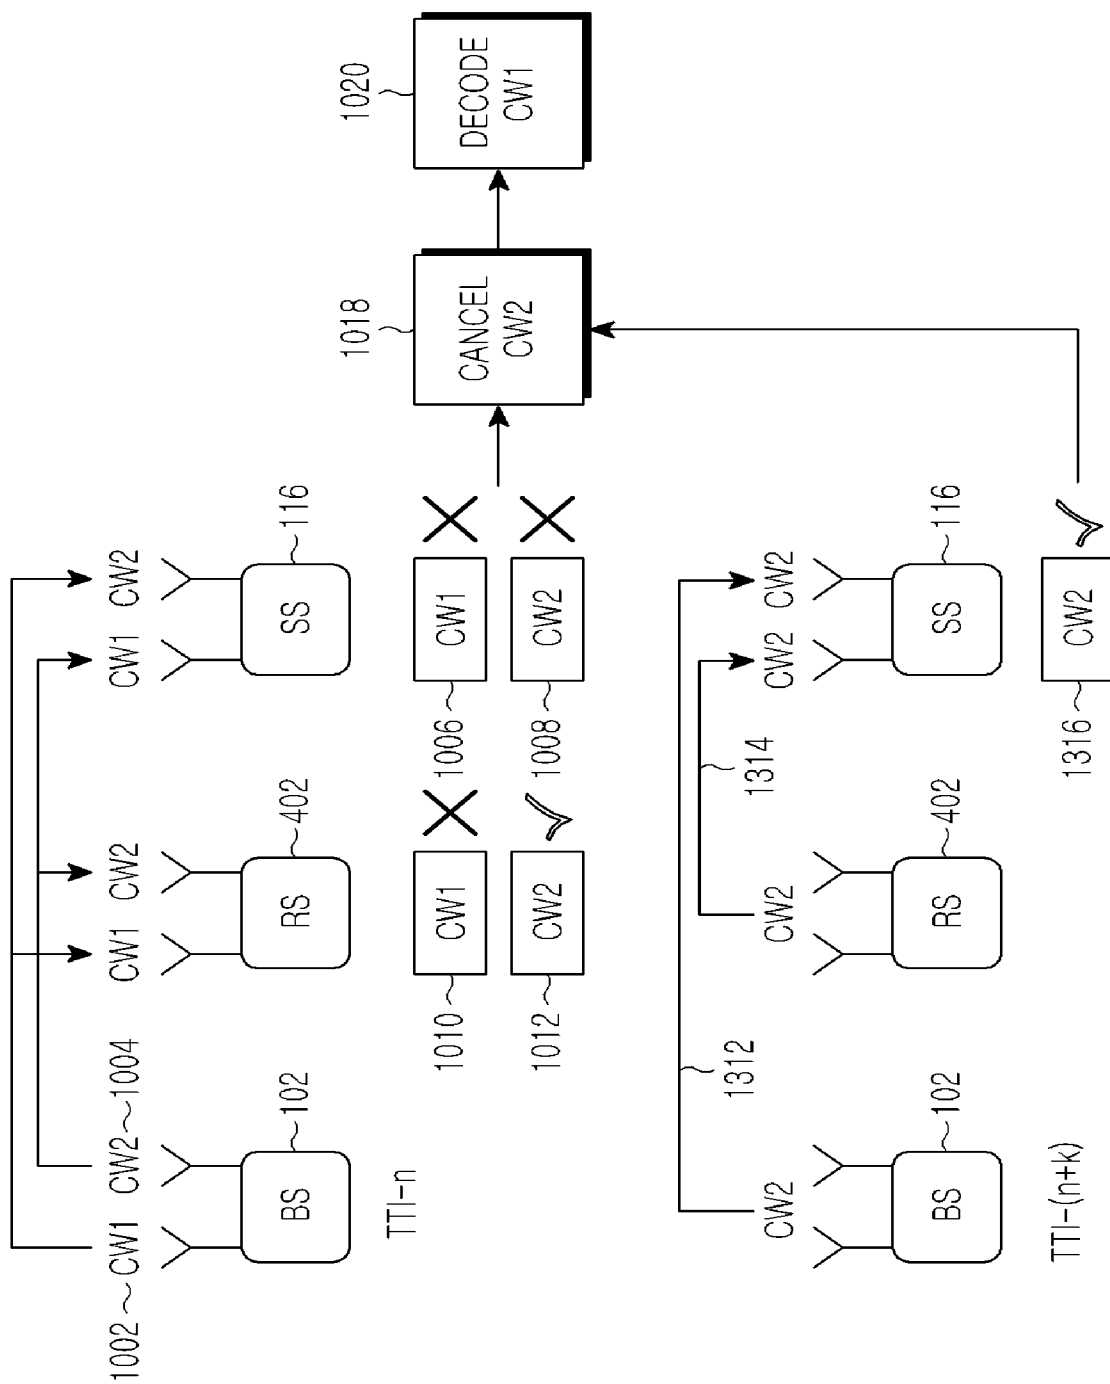 1002 CW1 CW2 1004
CW1 CW2
CW1 CW2
BS 102
RS 402
SS 116
TTI-n
1010 CW1
1012 CW2
1006 CW1
1008 CW2
CANCEL
CW2
1018
DECODE
CW1
1020
1312
1314
CW2
CW2
CW2 CW2
BS 102
RS 402
SS 116
TTI-(n+k)
1316 CW2